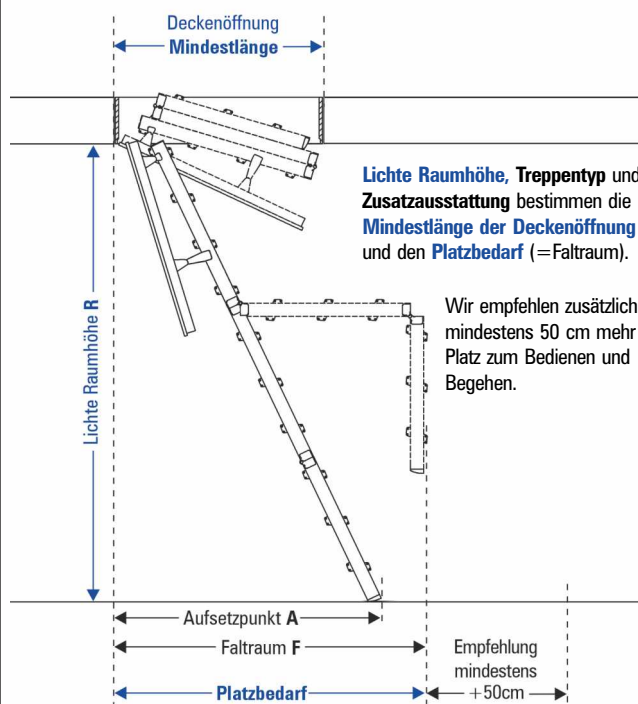 Deckenöffnung
Mindestlänge
Lichte Raumhöhe, Treppentyp und
Zusatzausstattung bestimmen die
Mindestlänge der Deckenöffnung
und den Platzbedarf (=Faltraum).
Wir empfehlen zusätzlich
mindestens 50 cm mehr
Platz zum Bedienen und
Begehen.
Lichte Raumhöhe R
Aufsetzpunkt A
Faltraum F
Platzbedarf
Empfehlung
mindestens
+50cm